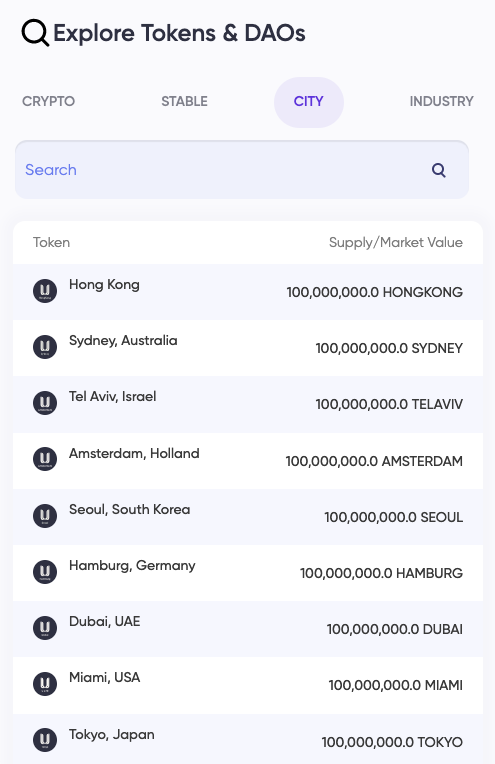 Explore Tokens & DAOs
CRYPTO STABLE CITY INDUSTRY
Search
Token Supply/Market Value
Hong Kong 100,000,000.0 HONGKONG
Sydney, Australia 100,000,000.0 SYDNEY
Tel Aviv, Israel 100,000,000.0 TELAVIV
Amsterdam, Holland 100,000,000.0 AMSTERDAM
Seoul, South Korea 100,000,000.0 SEOUL
Hamburg, Germany 100,000,000.0 HAMBURG
Dubai, UAE 100,000,000.0 DUBAI
Miami, USA 100,000,000.0 MIAMI
Tokyo, Japan 100,000,000.0 TOKYO